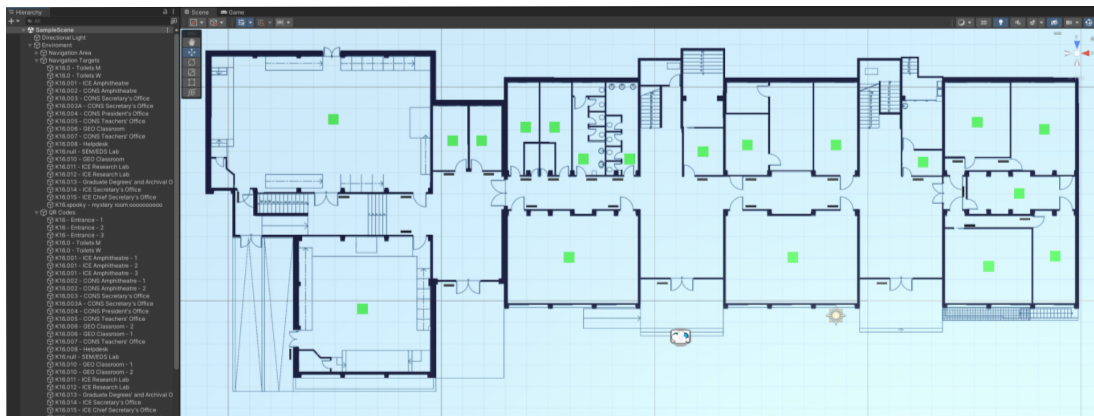 Hierarchy
All
SampleScene
Directional Light
Enviroment
Navigation Area
Navigation Targets
K16.0 - Toilets M
K16.0 - Toilets W
K16.001 - ICE Amphitheatre
K16.002 - CONS Amphitheatre
K16.003 - CONS Secretary's Office
K16.003A - CONS Secretary's Office
K16.004 - CONS President's Office
K16.005 - CONS Teachers' Office
K16.006 - GEO Classroom
K16.007 - CONS Teachers' Office
K16.008 - Helpdesk
K16.null - SEM/EDS Lab
K16.010 - GEO Classroom
K16.011 - ICE Research Lab
K16.012 - ICE Research Lab
K16.013 - Graduate Degrees' and Archival O
K16.014 - ICE Secretary's Office
K16.015 - ICE Chief Secretary's Office
QR Codes
K16 - Entrance - 1
K16 - Entrance - 2
K16 - Entrance - 3
K16.0 - Toilets M
K16.0 - Toilets W
K16.001 - ICE Amphitheatre - 1
K16.001 - ICE Amphitheatre - 2
K16.001 - ICE Amphitheatre - 3
K16.002 - CONS Amphitheatre - 1
K16.002 - CONS Amphitheatre - 2
K16.003 - CONS Secretary's Office
K16.003A - CONS Secretary's Office
K16.004 - CONS President's Office
K16.005 - CONS Teachers' Office
K16.006 - GEO Classroom - 2
K16.006 - GEO Classroom - 1
K16.007 - CONS Teachers' Office
K16.008 - Helpdesk
K16.null - SEM/EDS Lab
K16.010 - GEO Classroom - 1
K16.010 - GEO Classroom - 2
K16.011 - ICE Research Lab
K16.012 - ICE Research Lab
K16.013 - Graduate Degrees' and Archival O
K16.014 - ICE Secretary's Office
K16.015 - ICE Chief Secretary's Office
Scene
Game